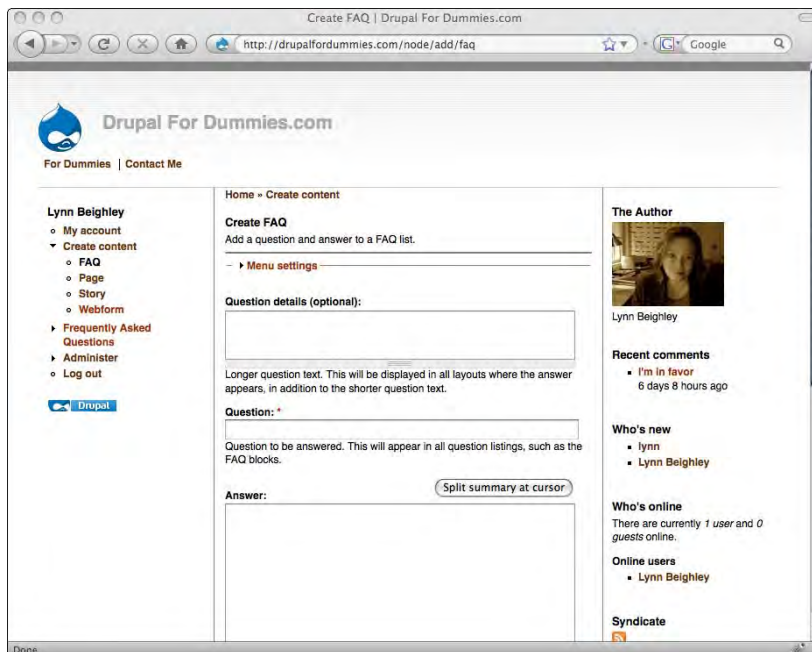 Create FAQ | Drupal For Dummies.com
http://drupalfordummies.com/node/add/faq
Google
Drupal For Dummies.com
For Dummies | Contact Me
Lynn Beighley
My account
Create content
FAQ
Page
Story
Webform
Frequently Asked
Questions
Administer
Log out
Drupal
Home » Create content
Create FAQ
Add a question and answer to a FAQ list.
Menu settings
Question details (optional):
Longer question text. This will be displayed in all layouts where the answer
appears, in addition to the shorter question text.
Question: *
Question to be answered. This will appear in all question listings, such as the
FAQ blocks.
Split summary at cursor
Answer:
The Author
Lynn Beighley
Recent comments
I'm in favor
6 days 8 hours ago
Who's new
lynn
Lynn Beighley
Who's online
There are currently 1 user and 0
guests online.
Online users
Lynn Beighley
Syndicate
Done